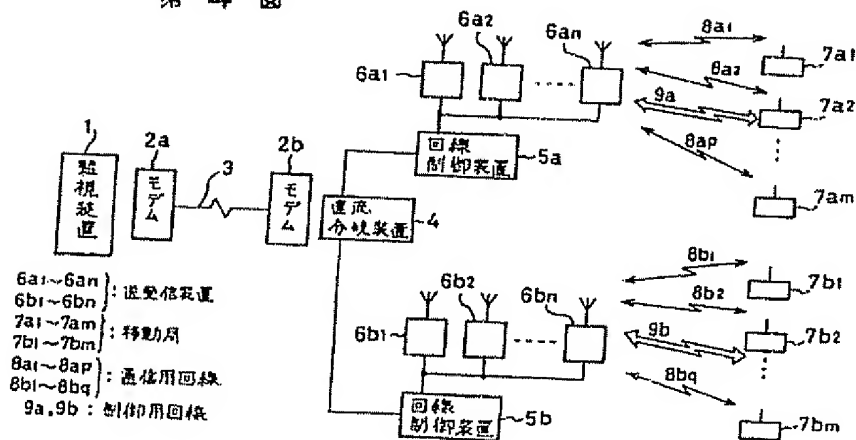 第 4 図
6a1
6a2
6an
8a1
7a1
8a2
9a
7a2
8ap
7am
回線
制御装置
5a
1
監視装置
2a
モデム
3
2b
モデム
直流
分岐装置
4
6b1
6b2
6bn
8b1
7b1
8b2
9b
7b2
8bq
7bm
回線
制御装置
5b
6a1~6an
6b1~6bn : 送受信装置
7a1~7am
7b1~7bm : 移動局
8a1~8ap
8b1~8bq : 通信用回線
9a,9b : 制御用回線